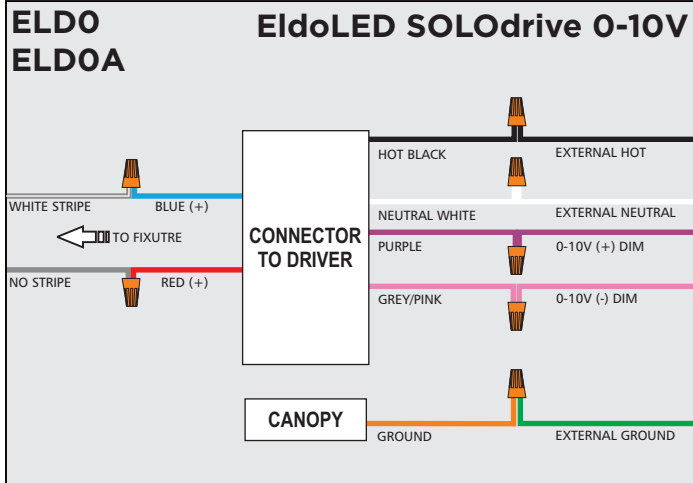 ELD0
ELD0A
EldoLED SOLOdrive 0-10V
HOT BLACK
EXTERNAL HOT
WHITE STRIPE
BLUE (+)
NEUTRAL WHITE
EXTERNAL NEUTRAL
TO FIXUTRE
CONNECTOR
TO DRIVER
PURPLE
0-10V (+) DIM
NO STRIPE
RED (+)
GREY/PINK
0-10V (-) DIM
CANOPY
GROUND
EXTERNAL GROUND